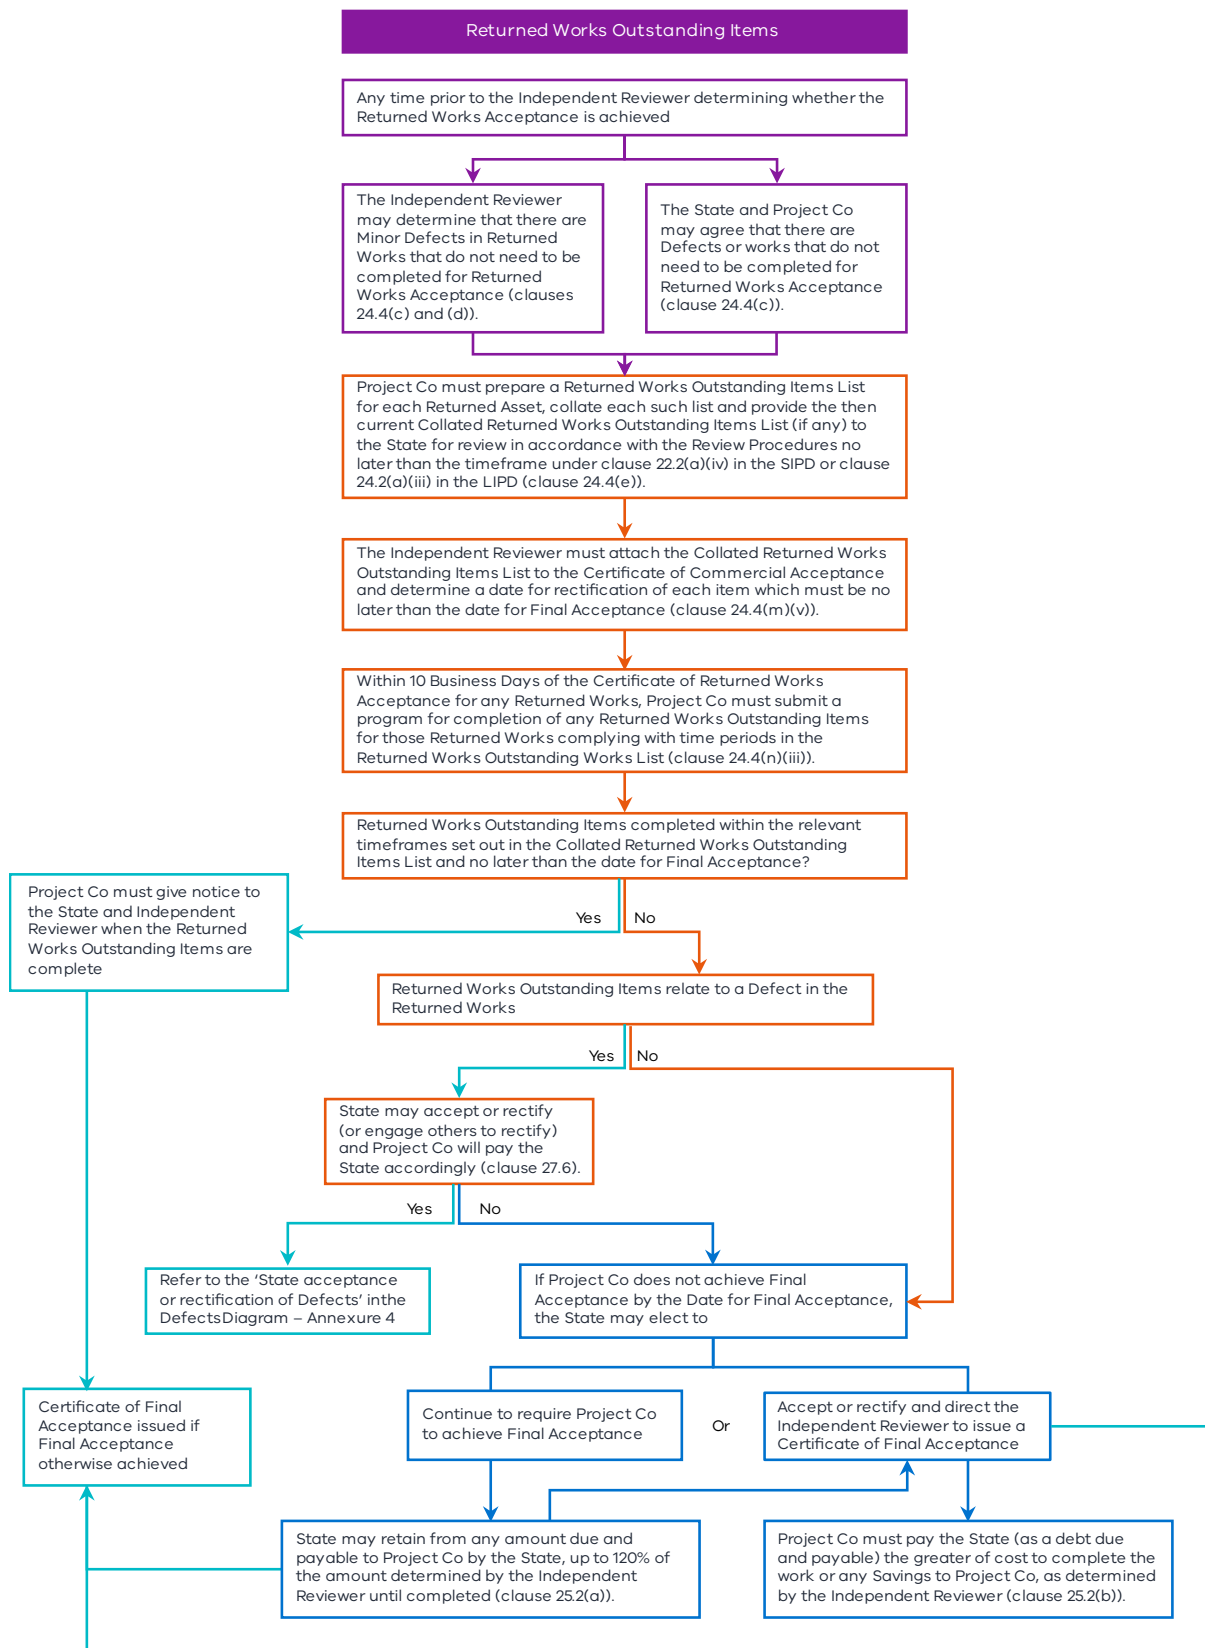 Returned Works Outstanding Items
Any time prior to the Independent Reviewer determining whether the
Returned Works Acceptance is achieved
The Independent Reviewer
may determine that there are
Minor Defects in Returned
Works that do not need to be
completed for Returned
Works Acceptance (clauses
24.4(c) and (d)).
The State and Project Co
may agree that there are
Defects or works that do not
need to be completed for
Returned Works Acceptance
(clause 24.4(c)).
Project Co must prepare a Returned Works Outstanding Items List
for each Returned Asset, collate each such list and provide the then
current Collated Returned Works Outstanding Items List (if any) to
the State for review in accordance with the Review Procedures no
later than the timeframe under clause 22.2(a)(iv) in the SIPD or clause
24.2(a)(iii) in the LIPD (clause 24.4(e)).
The Independent Reviewer must attach the Collated Returned Works
Outstanding Items List to the Certificate of Commercial Acceptance
and determine a date for rectification of each item which must be no
later than the date for Final Acceptance (clause 24.4(m)(v)).
Within 10 Business Days of the Certificate of Returned Works
Acceptance for any Returned Works, Project Co must submit a
program for completion of any Returned Works Outstanding Items
for those Returned Works complying with time periods in the
Returned Works Outstanding Works List (clause 24.4(n)(iii)).
Returned Works Outstanding Items completed within the relevant
timeframes set out in the Collated Returned Works Outstanding
Items List and no later than the date for Final Acceptance?
Project Co must give notice to
the State and Independent
Reviewer when the Returned
Works Outstanding Items are
complete
Yes
No
Returned Works Outstanding Items relate to a Defect in the
Returned Works
Yes
No
State may accept or rectify
(or engage others to rectify)
and Project Co will pay the
State accordingly (clause 27.6).
Yes
No
Refer to the ‘State acceptance
or rectification of Defects’ inthe
DefectsDiagram – Annexure 4
If Project Co does not achieve Final
Acceptance by the Date for Final Acceptance,
the State may elect to
Certificate of Final
Acceptance issued if
Final Acceptance
otherwise achieved
Continue to require Project Co
to achieve Final Acceptance
Or
Accept or rectify and direct the
Independent Reviewer to issue a
Certificate of Final Acceptance
State may retain from any amount due and
payable to Project Co by the State, up to 120% of
the amount determined by the Independent
Reviewer until completed (clause 25.2(a)).
Project Co must pay the State (as a debt due
and payable) the greater of cost to complete the
work or any Savings to Project Co, as determined
by the Independent Reviewer (clause 25.2(b)).